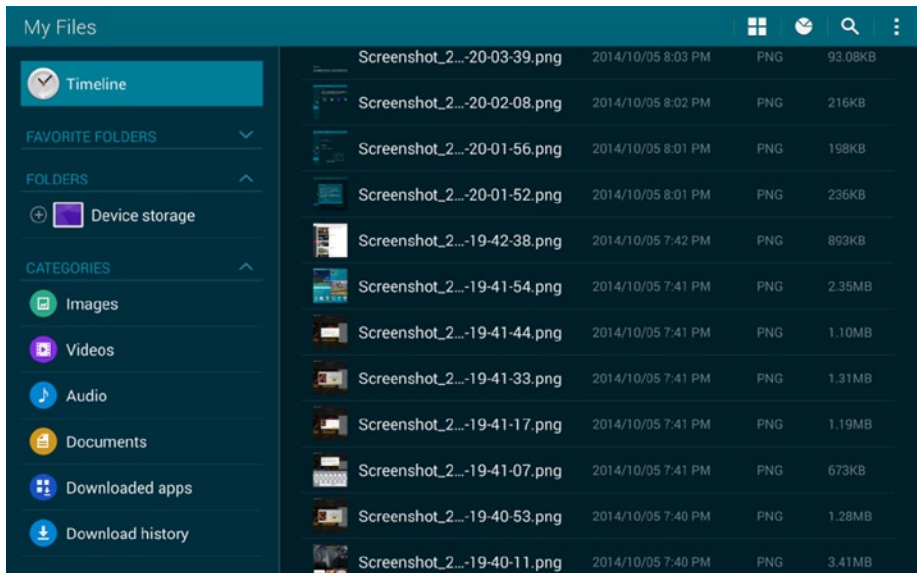 My Files
Timeline
FAVORITE FOLDERS
FOLDERS
Device storage
CATEGORIES
Images
Videos
Audio
Documents
Downloaded apps
Download history
Screenshot_2...-20-03-39.png 2014/10/05 8:03 PM PNG 93.08KB
Screenshot_2...-20-02-08.png 2014/10/05 8:02 PM PNG 216KB
Screenshot_2...-20-01-56.png 2014/10/05 8:01 PM PNG 198KB
Screenshot_2...-20-01-52.png 2014/10/05 8:01 PM PNG 236KB
Screenshot_2...-19-42-38.png 2014/10/05 7:42 PM PNG 893KB
Screenshot_2...-19-41-54.png 2014/10/05 7:41 PM PNG 2.35MB
Screenshot_2...-19-41-44.png 2014/10/05 7:41 PM PNG 1.10MB
Screenshot_2...-19-41-33.png 2014/10/05 7:41 PM PNG 1.31MB
Screenshot_2...-19-41-17.png 2014/10/05 7:41 PM PNG 1.19MB
Screenshot_2...-19-41-07.png 2014/10/05 7:41 PM PNG 673KB
Screenshot_2...-19-40-53.png 2014/10/05 7:40 PM PNG 1.28MB
Screenshot_2...-19-40-11.png 2014/10/05 7:40 PM PNG 3.41MB